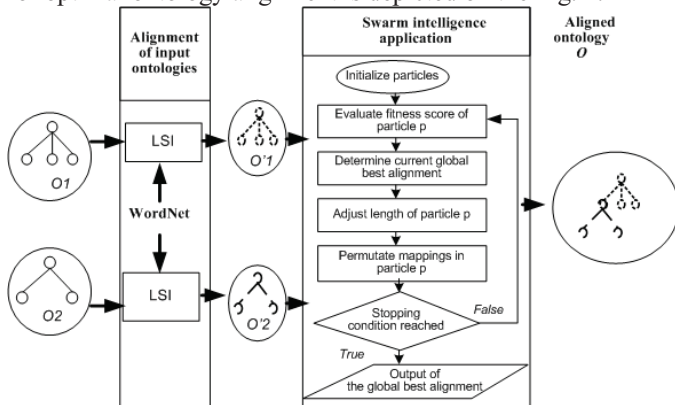 Alignment
of input
ontologies
Swarm intelligence
application
Aligned
ontology
O
Initialize particles
Evaluate fitness score of
particle p
Determine current global
best alignment
Adjust length of particle p
Permutate mappings in
particle p
Stopping
condition reached
False
True
Output of
the global best alignment
O1
LSI
O'1
WordNet
O2
LSI
O'2